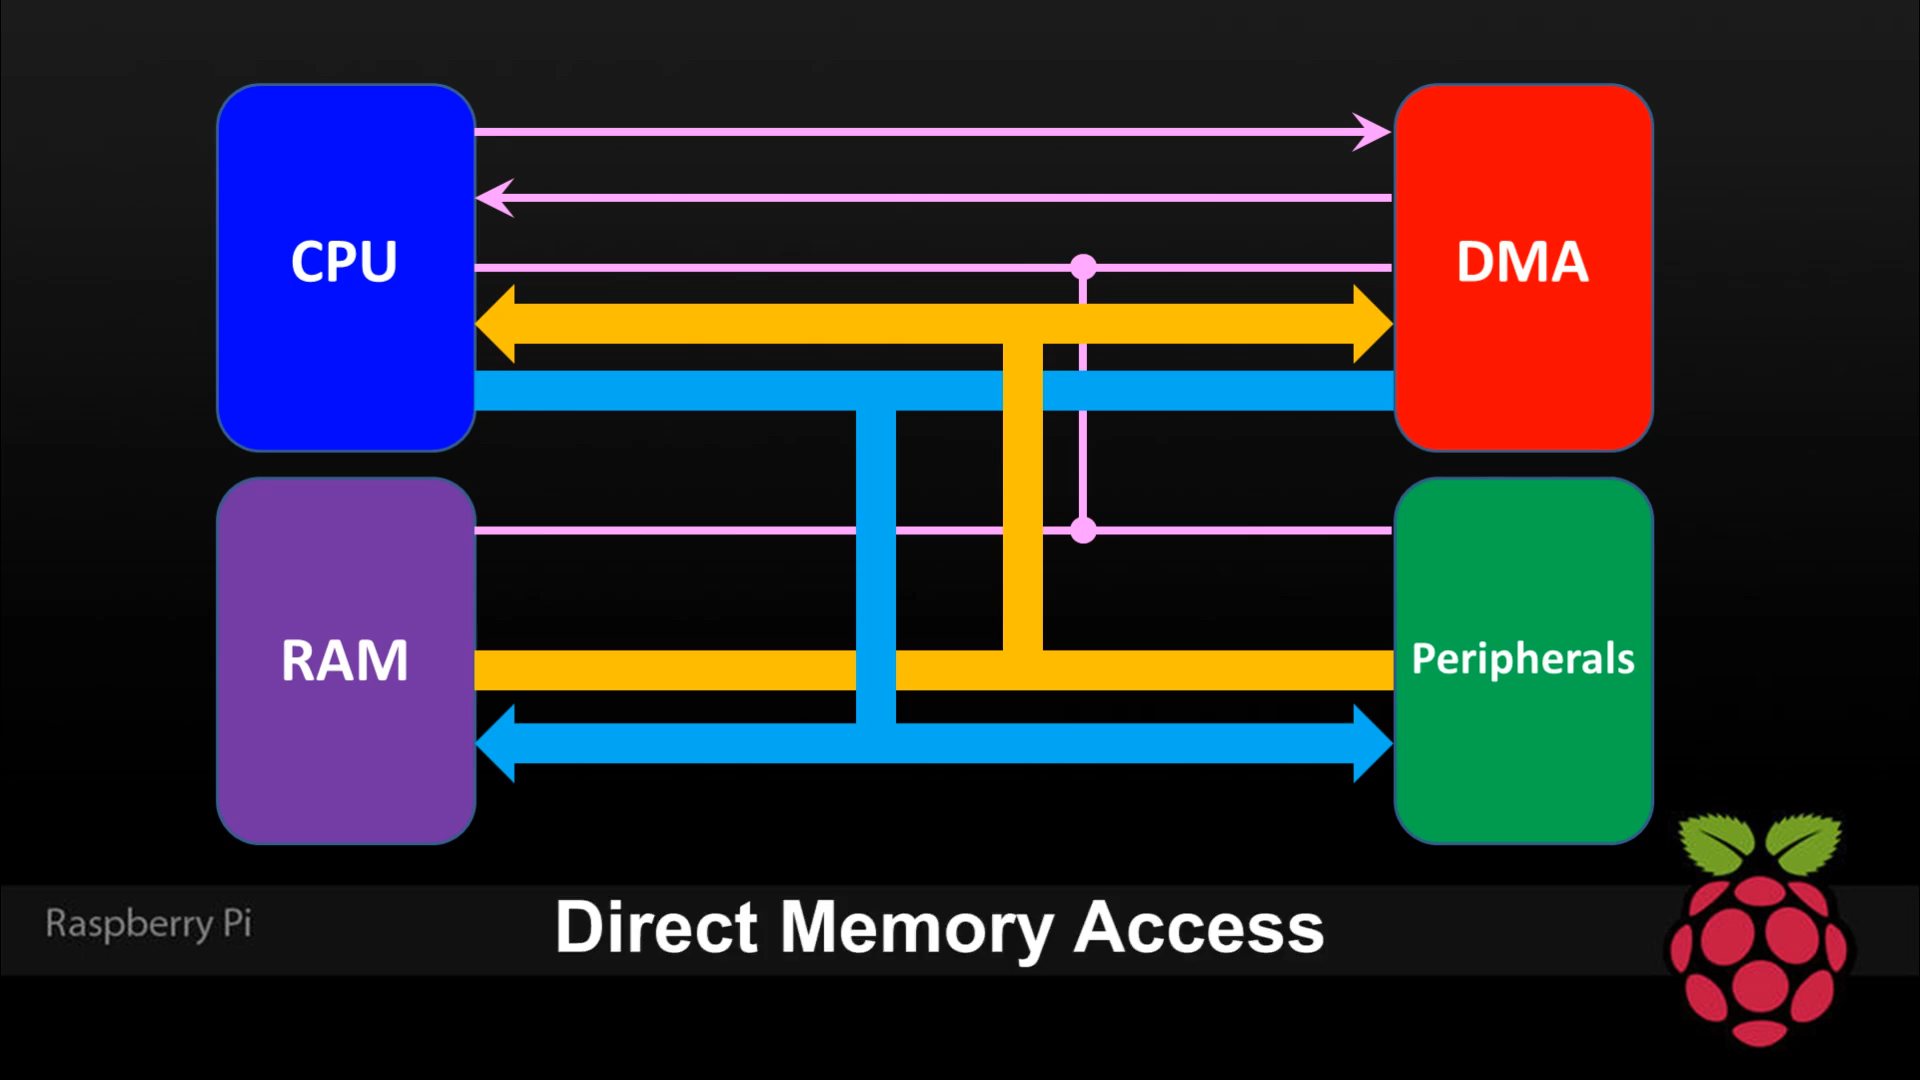 CPU
DMA
RAM
Peripherals
Raspberry Pi
Direct Memory Access